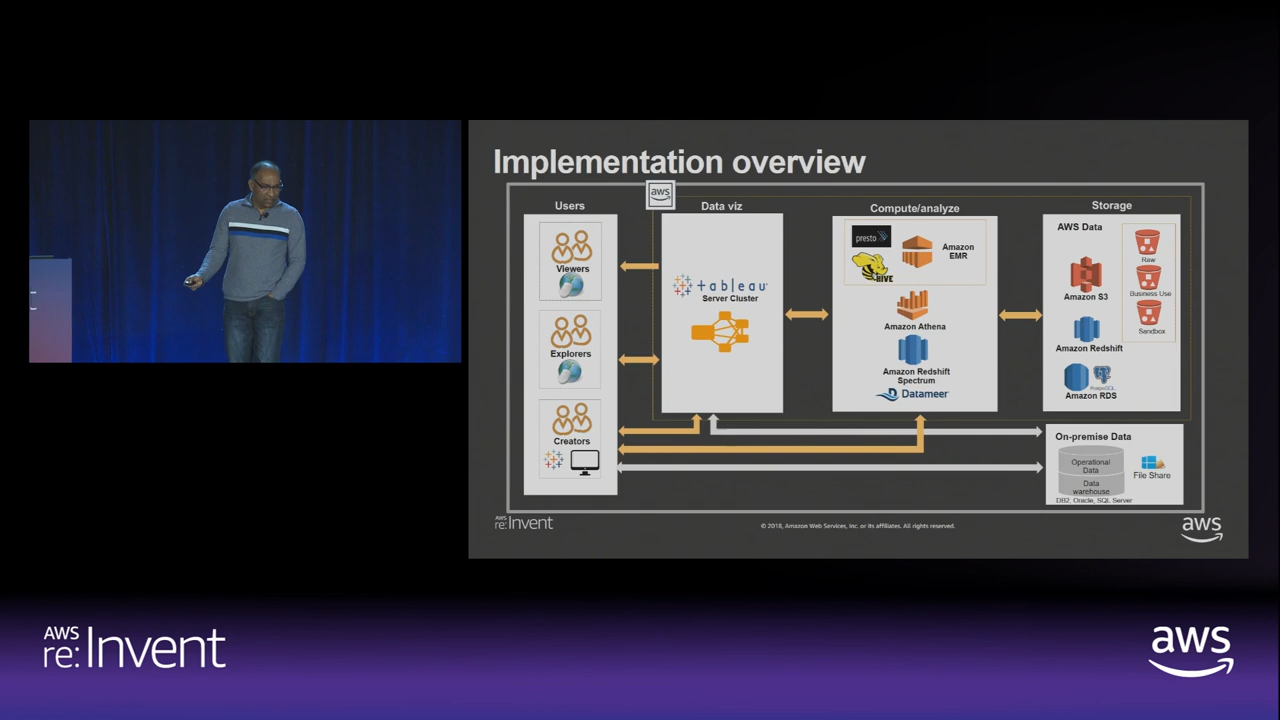 Implementation overview
aws
Users
Viewers
Explorers
Creators
Data viz
tableau
Server Cluster
Compute/analyze
presto
HIVE
Amazon
EMR
Amazon Athena
Amazon Redshift
Spectrum
Datameer
Storage
AWS Data
Amazon S3
Amazon Redshift
PostgreSQL
Amazon RDS
Raw
Business Use
Sandbox
On-premise Data
Operational
Data
Data
warehouse
DB2, Oracle, SQL Server
File Share
AWS
re:Invent
© 2018, Amazon Web Services, Inc. or its affiliates. All rights reserved.
aws
AWS
re:Invent
aws